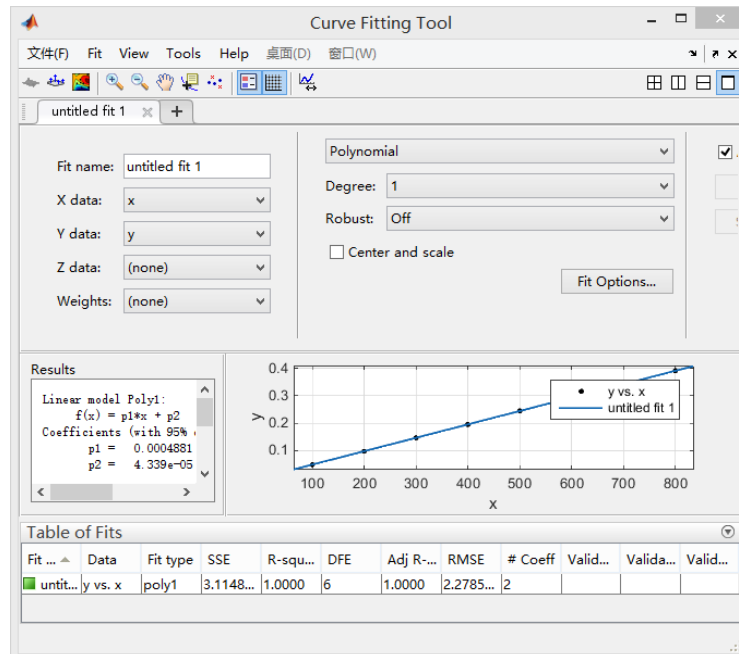 Curve Fitting Tool
文件(F) Fit View Tools Help 桌面(D) 窗口(W)
untitled fit 1
Fit name: untitled fit 1
X data: x
Y data: y
Z data: (none)
Weights: (none)
Polynomial
Degree: 1
Robust: Off
Center and scale
Fit Options...
Results
Linear model Poly1:
f(x) = p1*x + p2
Coefficients (with 95%
p1 = 0.0004881
p2 = 4.339e-05
0.4
0.3
0.2
0.1
y
100 200 300 400 500 600 700 800
x
y vs. x
untitled fit 1
Table of Fits
Fit ... Data Fit type SSE R-squ... DFE Adj R-... RMSE # Coeff Valid... Valida... Valid...
untit... y vs. x poly1 3.1148... 1.0000 6 1.0000 2.2785... 2